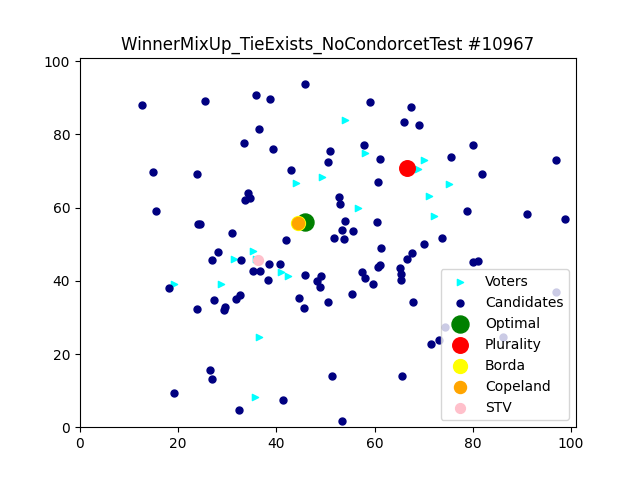 WinnerMixUp_TieExists_NoCondorcetTest #10967
100
80
60
40
20
0
0 20 40 60 80 100
Voters
Candidates
Optimal
Plurality
Borda
Copeland
STV